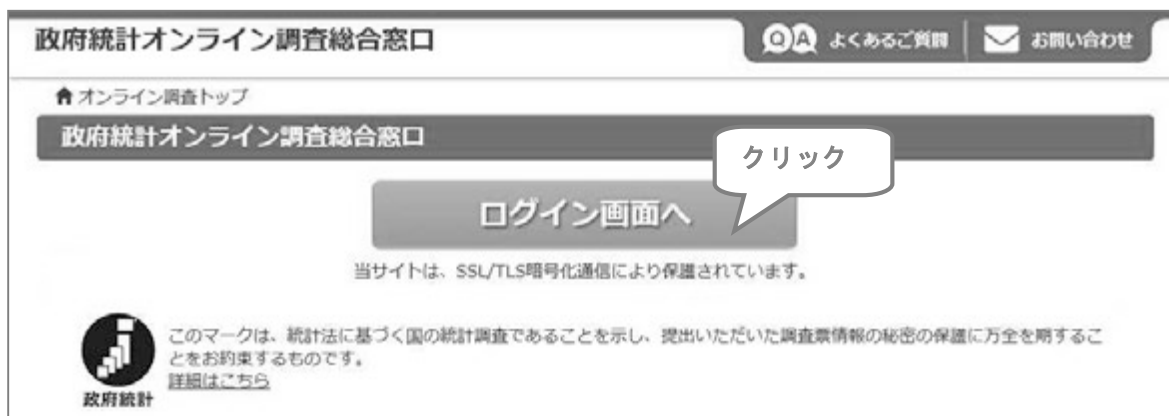 政府統計オンライン調査総合窓口
QA よくあるご質問
お問い合わせ
オンライン調査トップ
政府統計オンライン調査総合窓口
クリック
ログイン画面へ
当サイトは、SSL/TLS暗号化通信により保護されています。
このマークは、統計法に基づく国の統計調査であることを示し、提出いただいた調査票情報の秘密の保護に万全を期するこ
とをお約束するものです。
詳細はこちら
政府統計